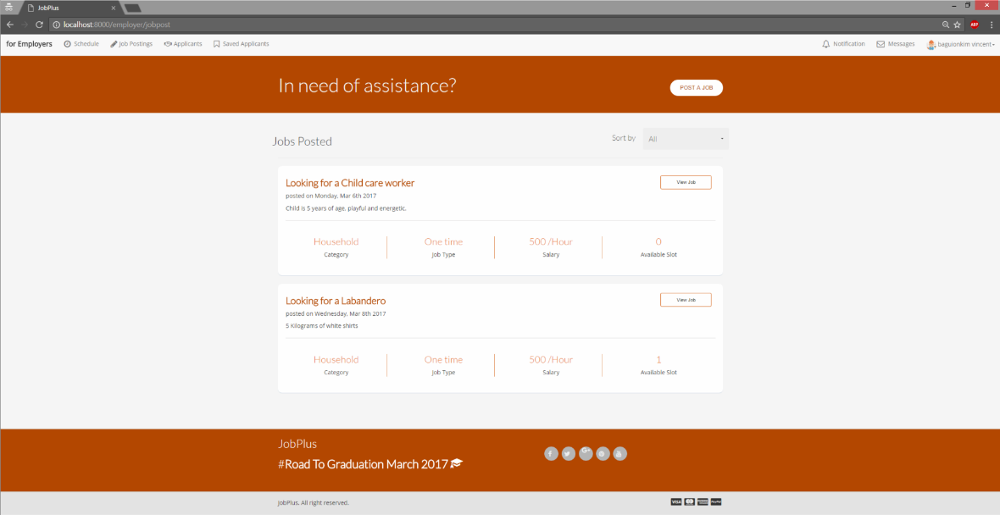 JobPlus
localhost:8000/employer/jobpost
for Employers Schedule Job Postings Applicants Saved Applicants Notification Messages baguionkim vincent
In need of assistance?
POST A JOB
Jobs Posted
Sort by All
Looking for a Child care worker
View Job
posted on Monday, Mar 6th 2017
Child is 5 years of age, playful and energetic.
Household One time 500 /Hour 0
Category Job Type Salary Available Slot
Looking for a Labandero
View Job
posted on Wednesday, Mar 8th 2017
5 Kilograms of white shirts
Household One time 500 /Hour 1
Category Job Type Salary Available Slot
JobPlus
#Road To Graduation March 2017
JobPlus. All right reserved.
VISA